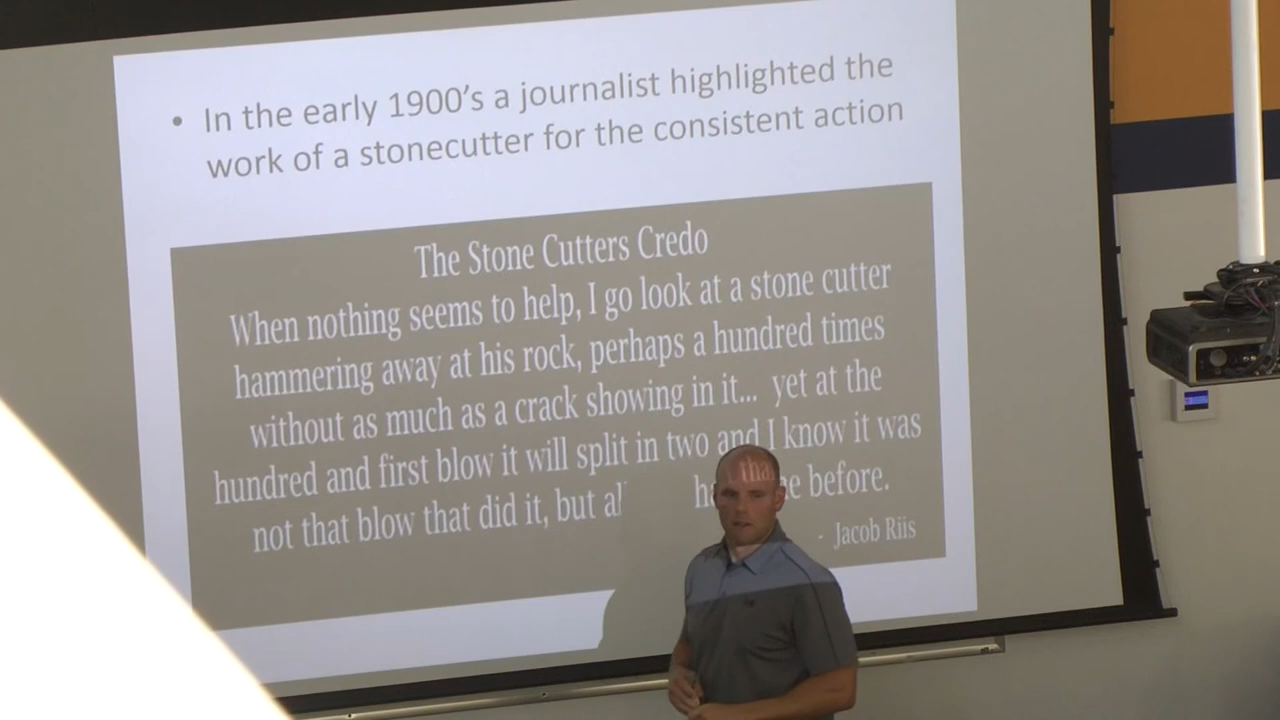 • In the early 1900's a journalist highlighted the
work of a stonecutter for the consistent action
The Stone Cutters Credo
When nothing seems to help, I go look at a stone cutter
hammering away at his rock, perhaps a hundred times
without as much as a crack showing in it... yet at the
hundred and first blow it will split in two and I know it was
not that blow that did it, but before.
- Jacob Riis